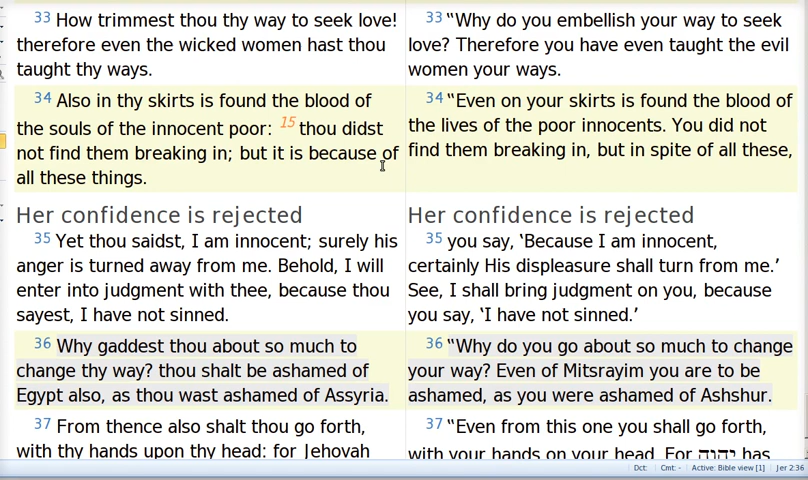 33 How trimmest thou thy way to seek love!
therefore even the wicked women hast thou
taught thy ways.
34 Also in thy skirts is found the blood of
the souls of the innocent poor: 15 thou didst
not find them breaking in; but it is because of
all these things.
Her confidence is rejected
35 Yet thou saidst, I am innocent; surely his
anger is turned away from me. Behold, I will
enter into judgment with thee, because thou
sayest, I have not sinned.
36 Why gaddest thou about so much to
change thy way? thou shalt be ashamed of
Egypt also, as thou wast ashamed of Assyria.
37 From thence also shalt thou go forth,
with thy hands upon thy head: for Jehovah
33 “Why do you embellish your way to seek
love? Therefore you have even taught the evil
women your ways.
34 “Even on your skirts is found the blood of
the lives of the poor innocents. You did not
find them breaking in, but in spite of all these,
Her confidence is rejected
35 you say, ‘Because I am innocent,
certainly His displeasure shall turn from me.’
See, I shall bring judgment on you, because
you say, ‘I have not sinned.’
36 “Why do you go about so much to change
your way? Even of Mitsrayim you are to be
ashamed, as you were ashamed of Ashshur.
37 “Even from this one you shall go forth,
with your hands on your head. For יהוה has
Dct: Cmt: - Active: Bible view [1] Jer 2:36